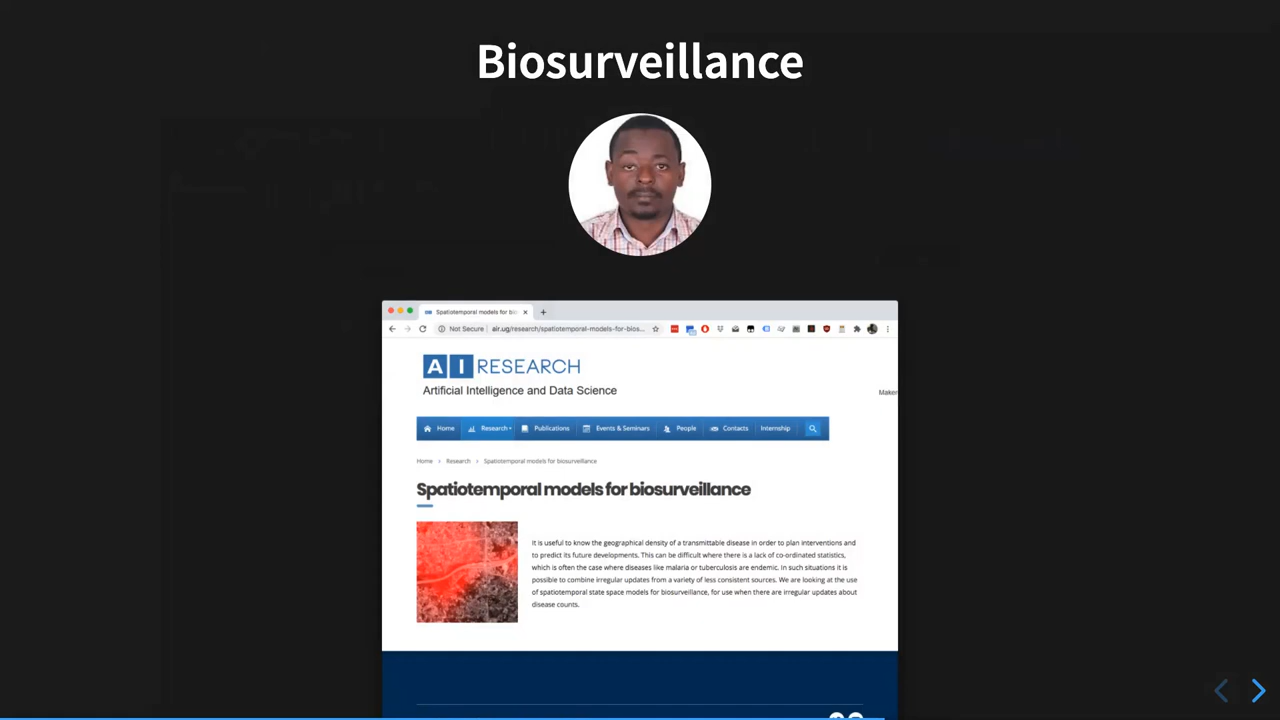 Biosurveillance
Spatiotemporal models for bio
Not Secure air.ug/research/spatiotemporal-models-for-bios...
AI RESEARCH
Artificial Intelligence and Data Science
Maker
Home Research Publications Events & Seminars People Contacts Internship
Home > Research > Spatiotemporal models for biosurveillance
Spatiotemporal models for biosurveillance
It is useful to know the geographical density of a transmittable disease in order to plan interventions and
to predict its future developments. This can be difficult where there is a lack of co-ordinated statistics,
which is often the case where diseases like malaria or tuberculosis are endemic. In such situations it is
possible to combine irregular updates from a variety of less consistent sources. We are looking at the use
of spatiotemporal state space models for biosurveillance, for use when there are irregular updates about
disease counts.